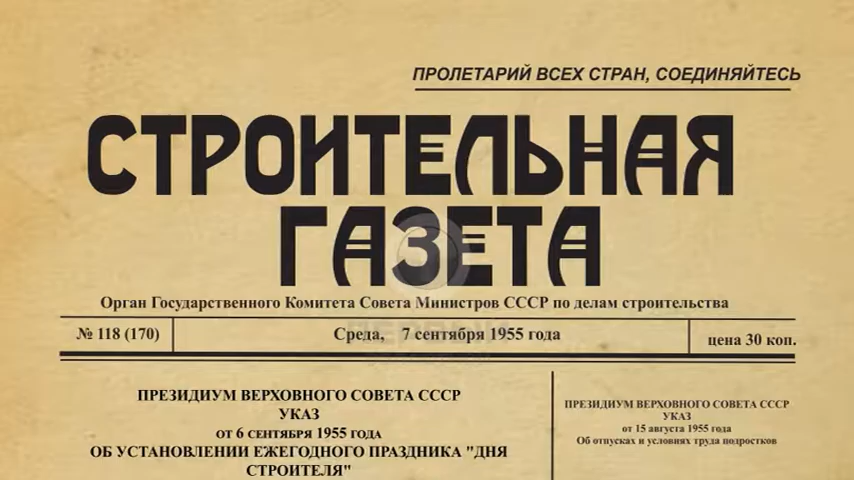 ПРОЛЕТАРИЙ ВСЕХ СТРАН, СОЕДИНЯЙТЕСЬ
СТРОИТЕЛЬНАЯ
ГАЗЕТА
Орган Государственного Комитета Совета Министров СССР по делам строительства
№ 118 (170)
Среда, 7 сентября 1955 года
цена 30 коп.
ПРЕЗИДИУМ ВЕРХОВНОГО СОВЕТА СССР
УКАЗ
ОТ 6 СЕНТЯБРЯ 1955 ГОДА
ОБ УСТАНОВЛЕНИИ ЕЖЕГОДНОГО ПРАЗДНИКА "ДНЯ
СТРОИТЕЛЯ"
ПРЕЗИДИУМ ВЕРХОВНОГО СОВЕТА СССР
УКАЗ
от 15 августа 1955 года
Об отпусках и условиях труда подростков